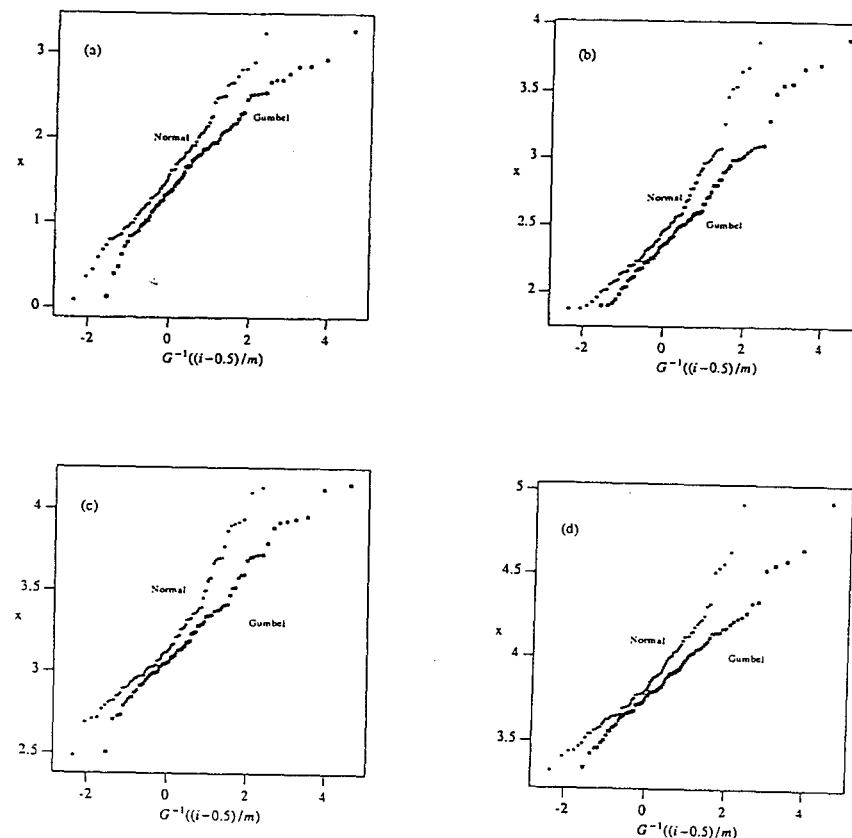 (a)
3
2
1
0
x
Normal
Gumbel
-2
0
2
4
G⁻¹((i−0.5)/m)
(b)
4
3.5
3
2.5
2
x
Normal
Gumbel
-2
0
2
4
G⁻¹((i−0.5)/m)
(c)
4
3.5
3
2.5
x
Normal
Gumbel
-2
0
2
4
G⁻¹((i−0.5)/m)
(d)
5
4.5
4
3.5
x
Normal
Gumbel
-2
0
2
4
G⁻¹((i−0.5)/m)